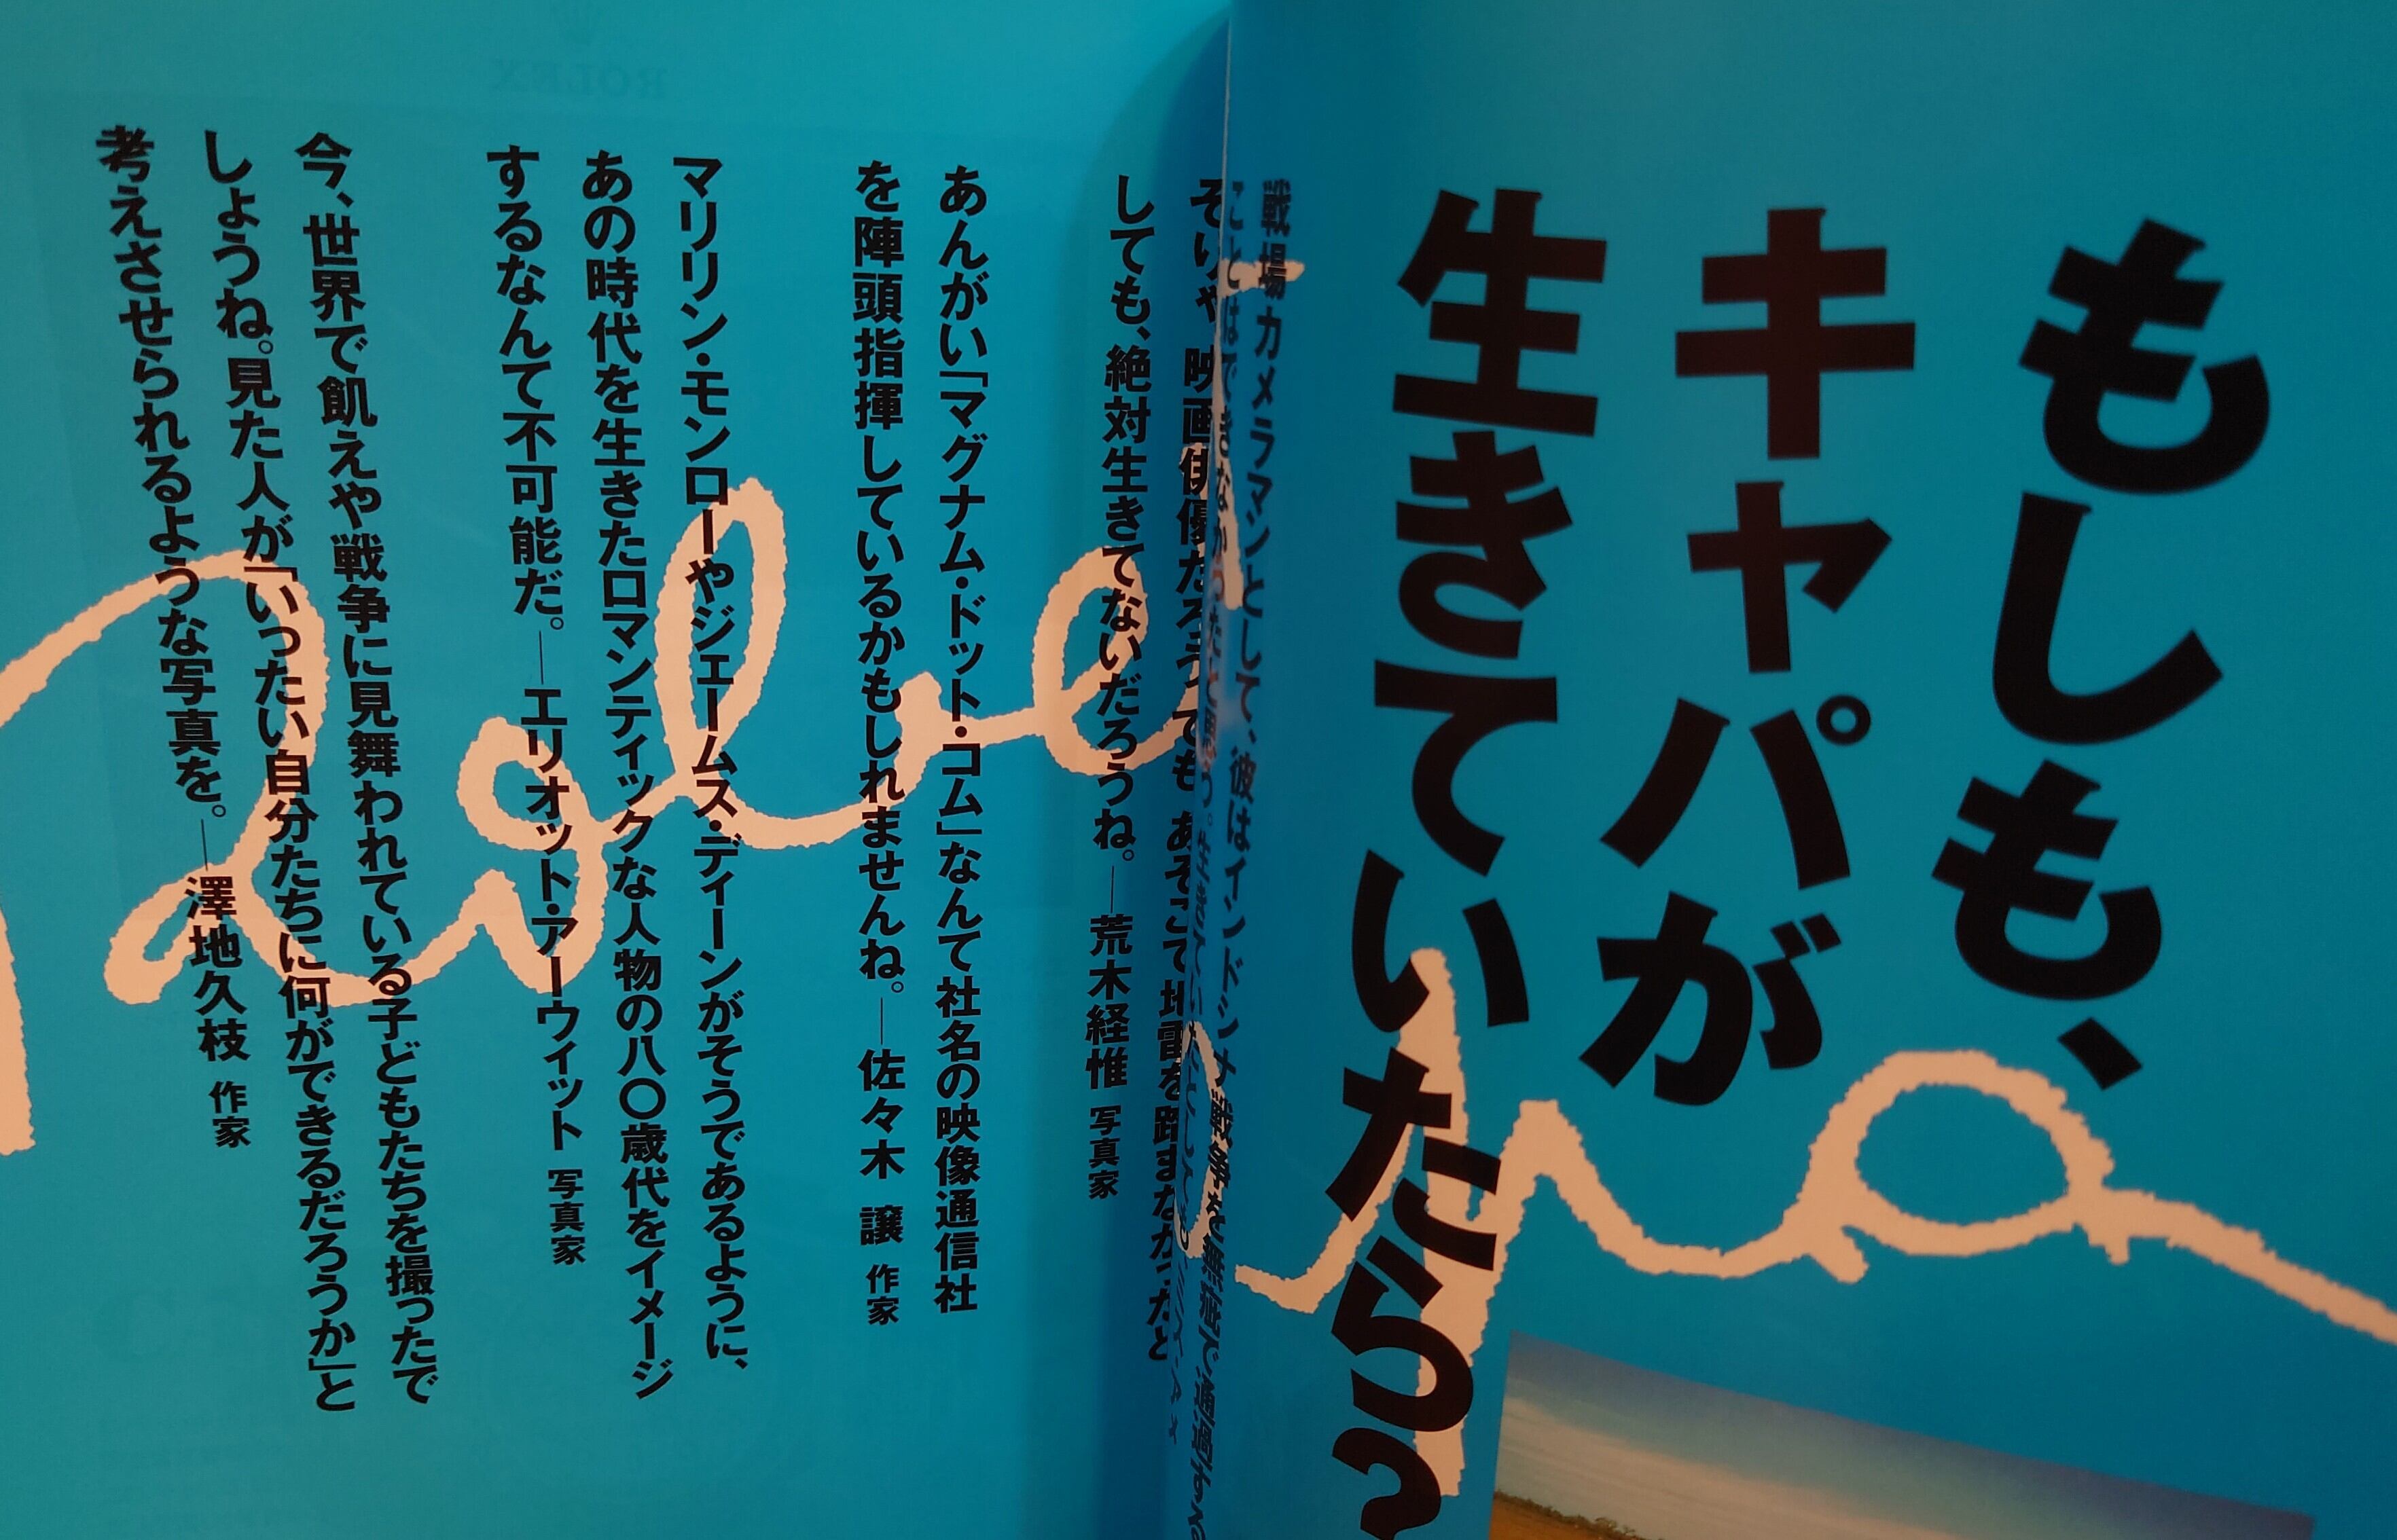 もしも、
キャパが
生きていたら?
戦場カメラマンとして、彼はインドシナ戦争を
そりゃ映画俳優だろうっても あそこで地雷を踏まなかったと
しても、絶対生きてないだろうね。——荒木経惟 写真家
あんがい「マグナム・ドット・コム」なんて社名の映像通信社
を陣頭指揮しているかもしれませんね。——佐々木 譲 作家
マリリン・モンローやジェームス・ディーンがそうであるように、
あの時代を生きたロマンティックな人物の八〇歳代をイメージ
するなんて不可能だ。——エリオット・アーウィット 写真家
今、世界で飢えや戦争に見舞われている子どもたちを撮ったで
しょうね。見た人が「いったい自分たちに何ができるだろうか」と
考えさせられるような写真を。——澤地久枝 作家